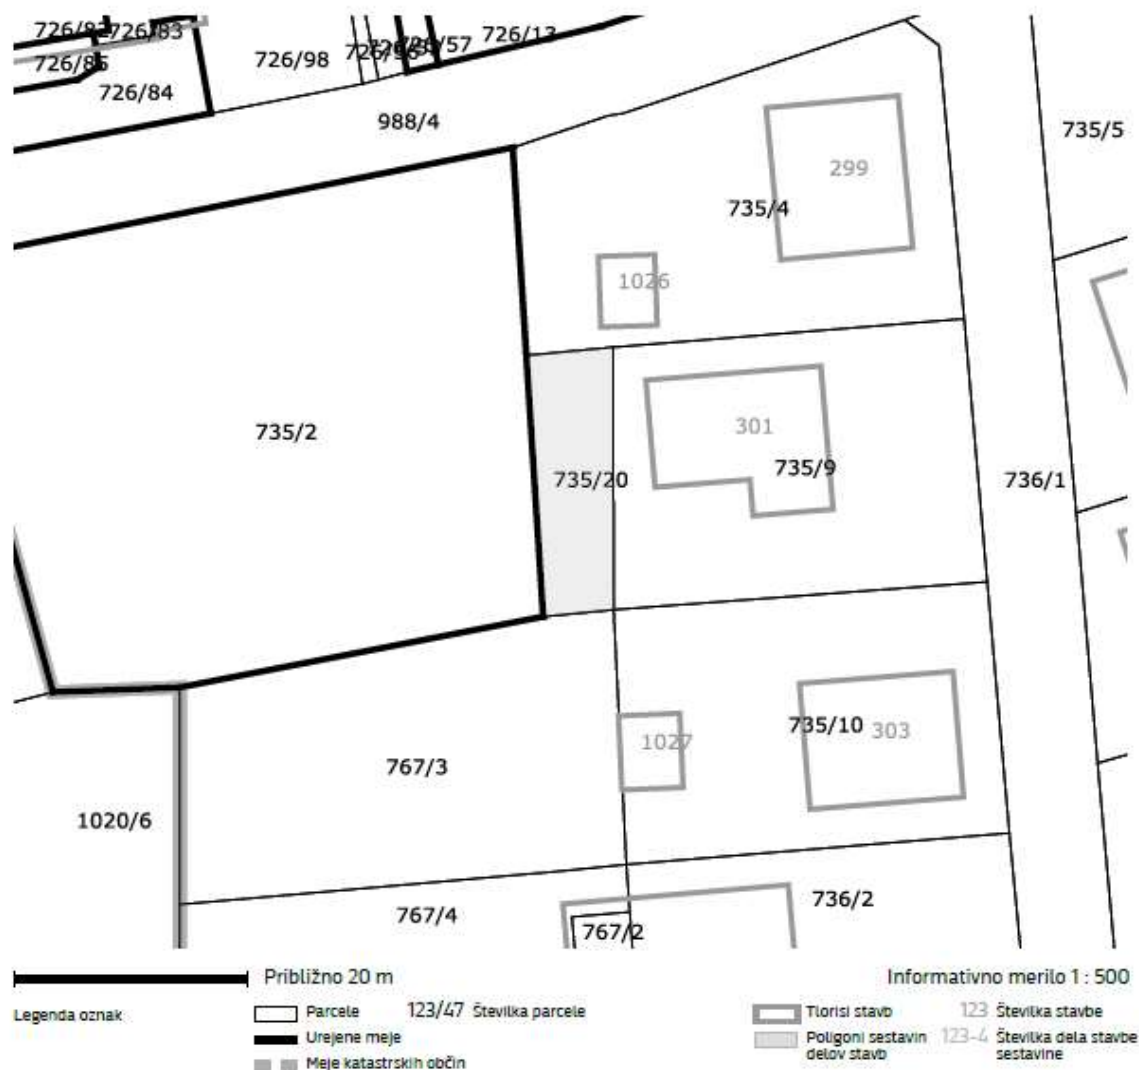 726/83
726/57
726/13
726/85
726/98
726/84
988/4
735/5
299
735/4
1026
735/2
301
735/9
735/20
736/1
735/10
303
1027
767/3
1020/6
736/2
767/4
767/2
Približno 20 m
Informativno merilo 1 : 500
Legenda oznak
Parcele
123/47 Številka parcele
Urejene meje
Meje katastrskih občin
Tlorisi stavb
123 Številka stavbe
Poligoni sestavin
delov stavb
123-4 Številka dela stavbe
sestavine